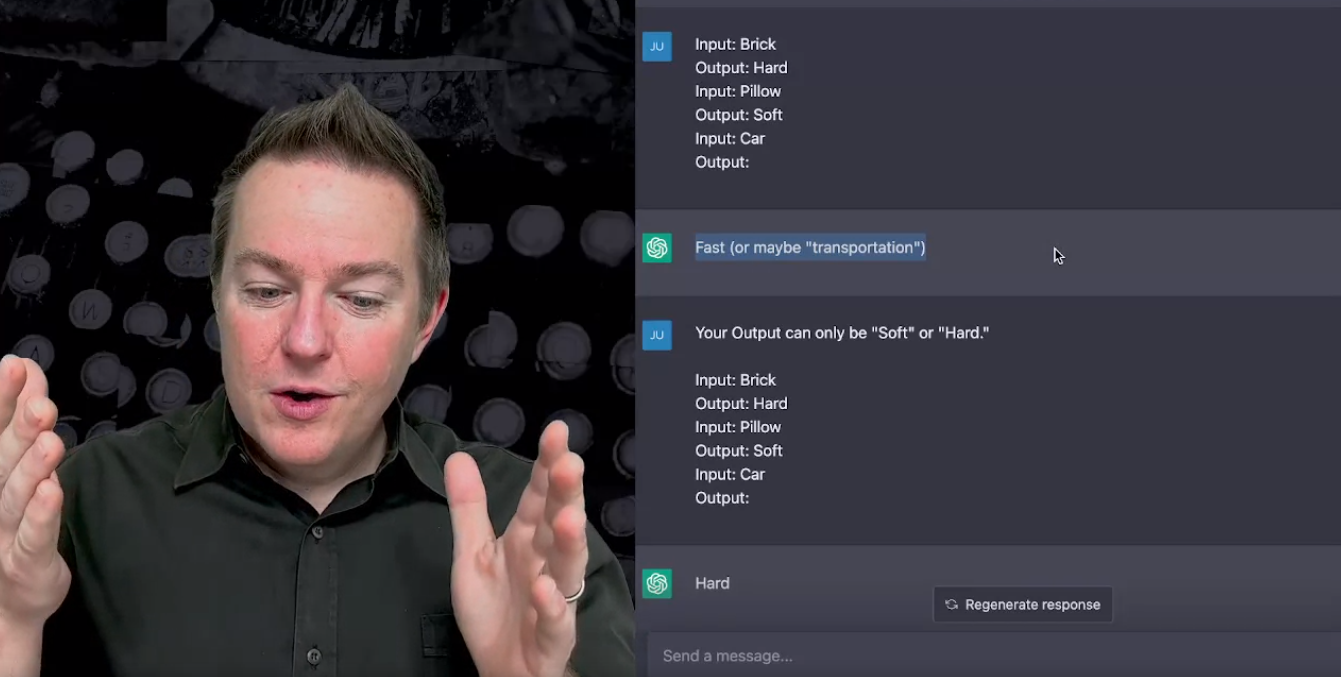 JU
Input: Brick
Output: Hard
Input: Pillow
Output: Soft
Input: Car
Output:
Fast (or maybe "transportation")
JU
Your Output can only be "Soft" or "Hard."
Input: Brick
Output: Hard
Input: Pillow
Output: Soft
Input: Car
Output:
Hard
Regenerate response
Send a message...